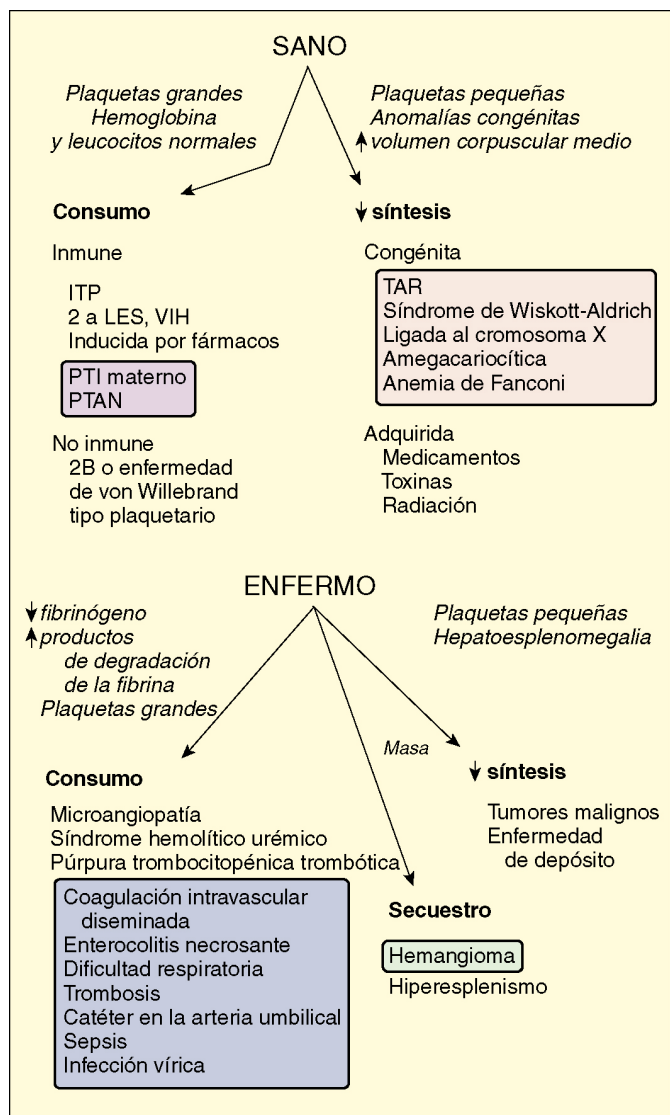 SANO
Plaquetas grandes
Hemoglobina
y leucocitos normales
Plaquetas pequeñas
Anomalías congénitas
↑ volumen corpuscular medio
Consumo
Inmune
ITP
2 a LES, VIH
Inducida por fármacos
PTI materno
PTAN
No inmune
2B o enfermedad
de von Willebrand
tipo plaquetario
↓ síntesis
Congénita
TAR
Síndrome de Wiskott-Aldrich
Ligada al cromosoma X
Amegacariocítica
Anemia de Fanconi
Adquirida
Medicamentos
Toxinas
Radiación
ENFERMO
↓ fibrinógeno
↑ productos
de degradación
de la fibrina
Plaquetas grandes
Plaquetas pequeñas
Hepatoesplenomegalia
Masa
Consumo
Microangiopatía
Síndrome hemolítico urémico
Púrpura trombocitopénica trombótica
Coagulación intravascular
diseminada
Enterocolitis necrosante
Dificultad respiratoria
Trombosis
Catéter en la arteria umbilical
Sepsis
Infección vírica
↓ síntesis
Tumores malignos
Enfermedad
de depósito
Secuestro
Hemangioma
Hiperesplenismo